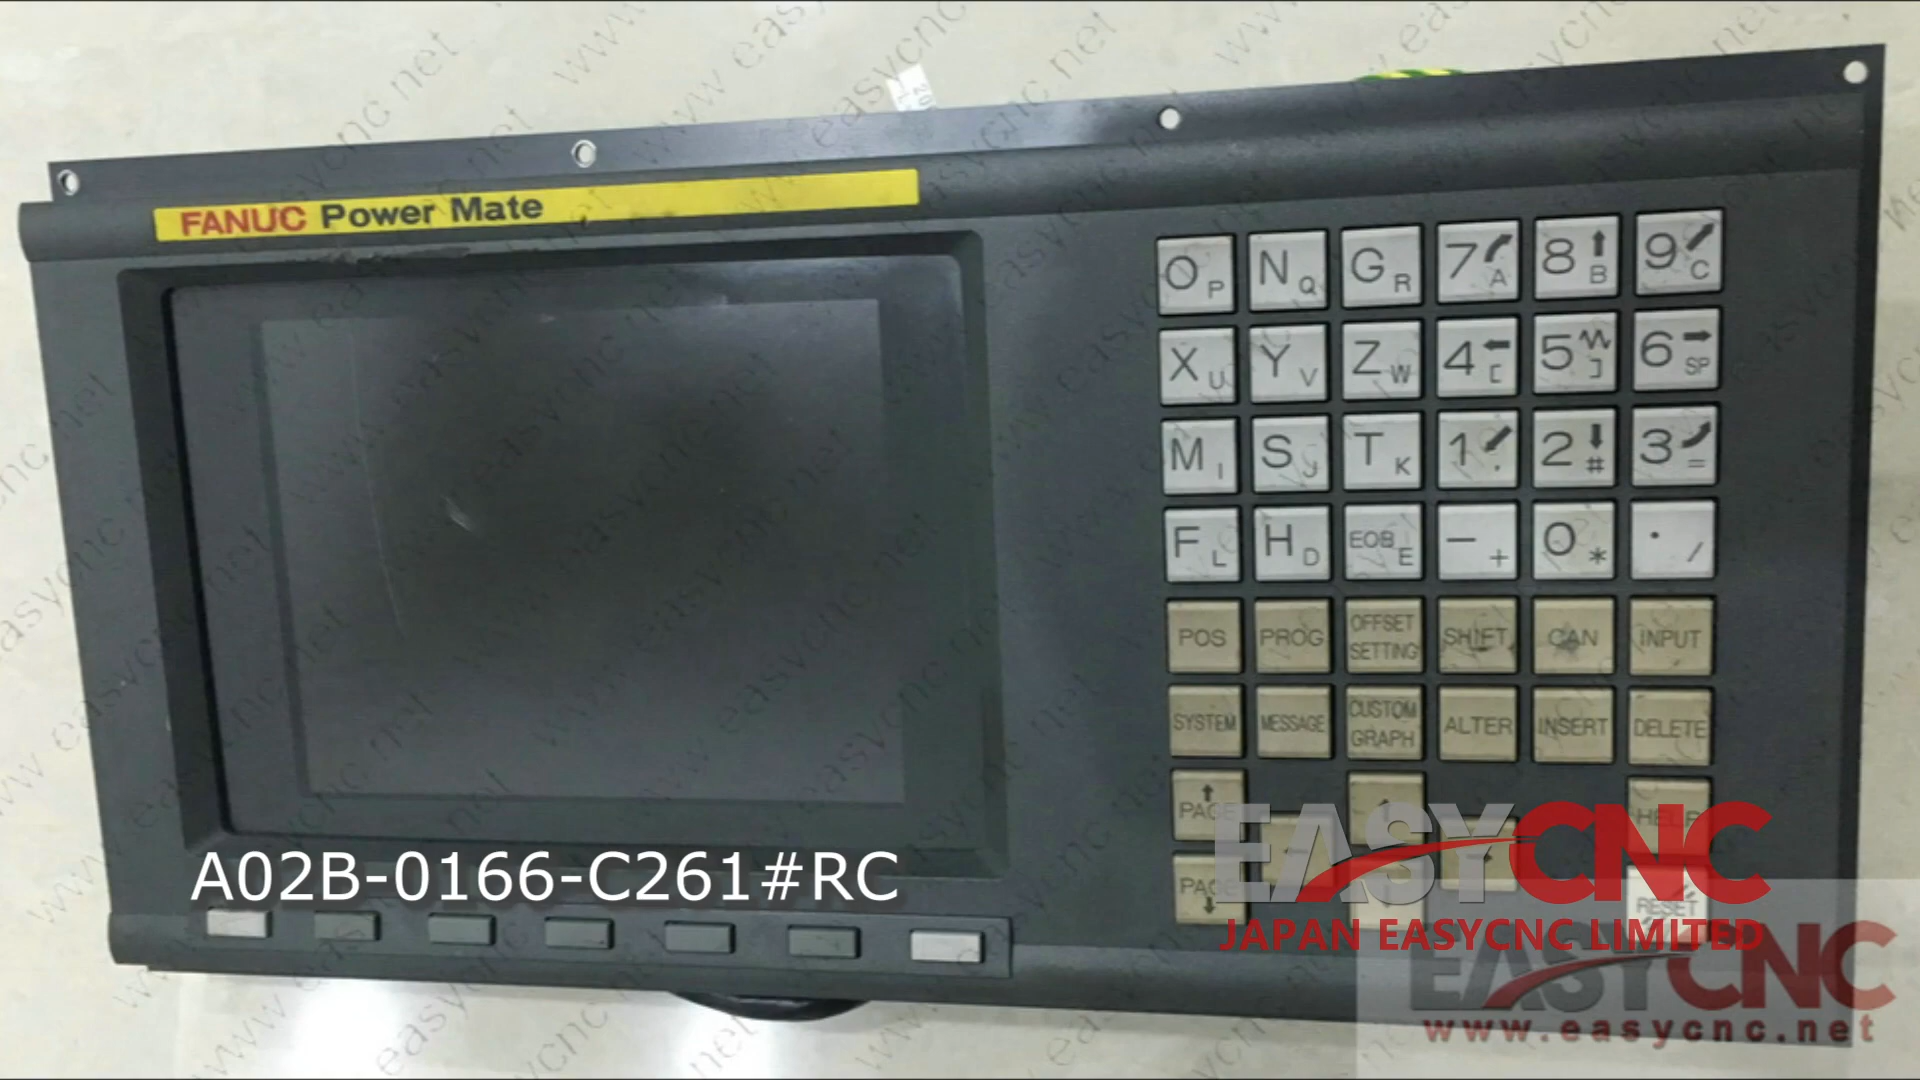 FANUC Power Mate
O P N Q G R 7 A 8 B 9 C
X U Y V Z W 4 [ 5 ] 6 SP
M I S J T K 1 , 2 # 3 =
F L H D EOB E - + 0 * . /
POS PROG OFFSET SETTING SHIFT CAN INPUT
SYSTEM MESSAGE CUSTOM GRAPH ALTER INSERT DELETE
PAGE HELP
PAGE RESET
A02B-0166-C261#RC
EASYCNC
JAPAN EASYCNC LIMITED
EASYCNC
www.easycnc.net